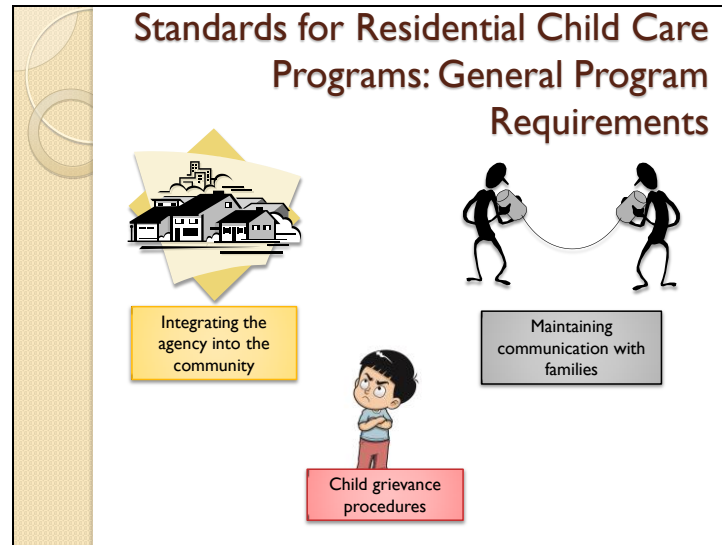 Standards for Residential Child Care
Programs: General Program
Requirements
Integrating the
agency into the
community
Maintaining
communication with
families
Child grievance
procedures